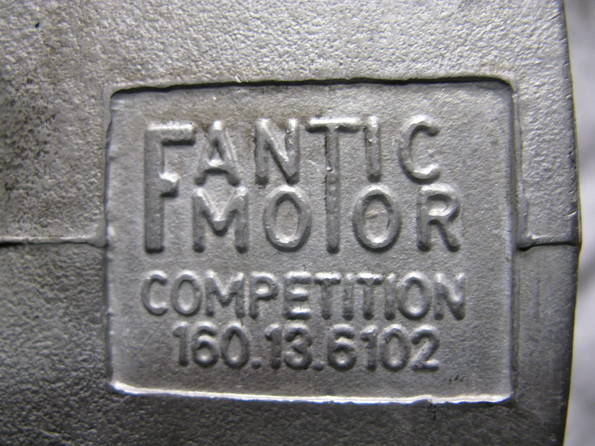 FANTIC
MOTOR
COMPETITION
160.13.6102